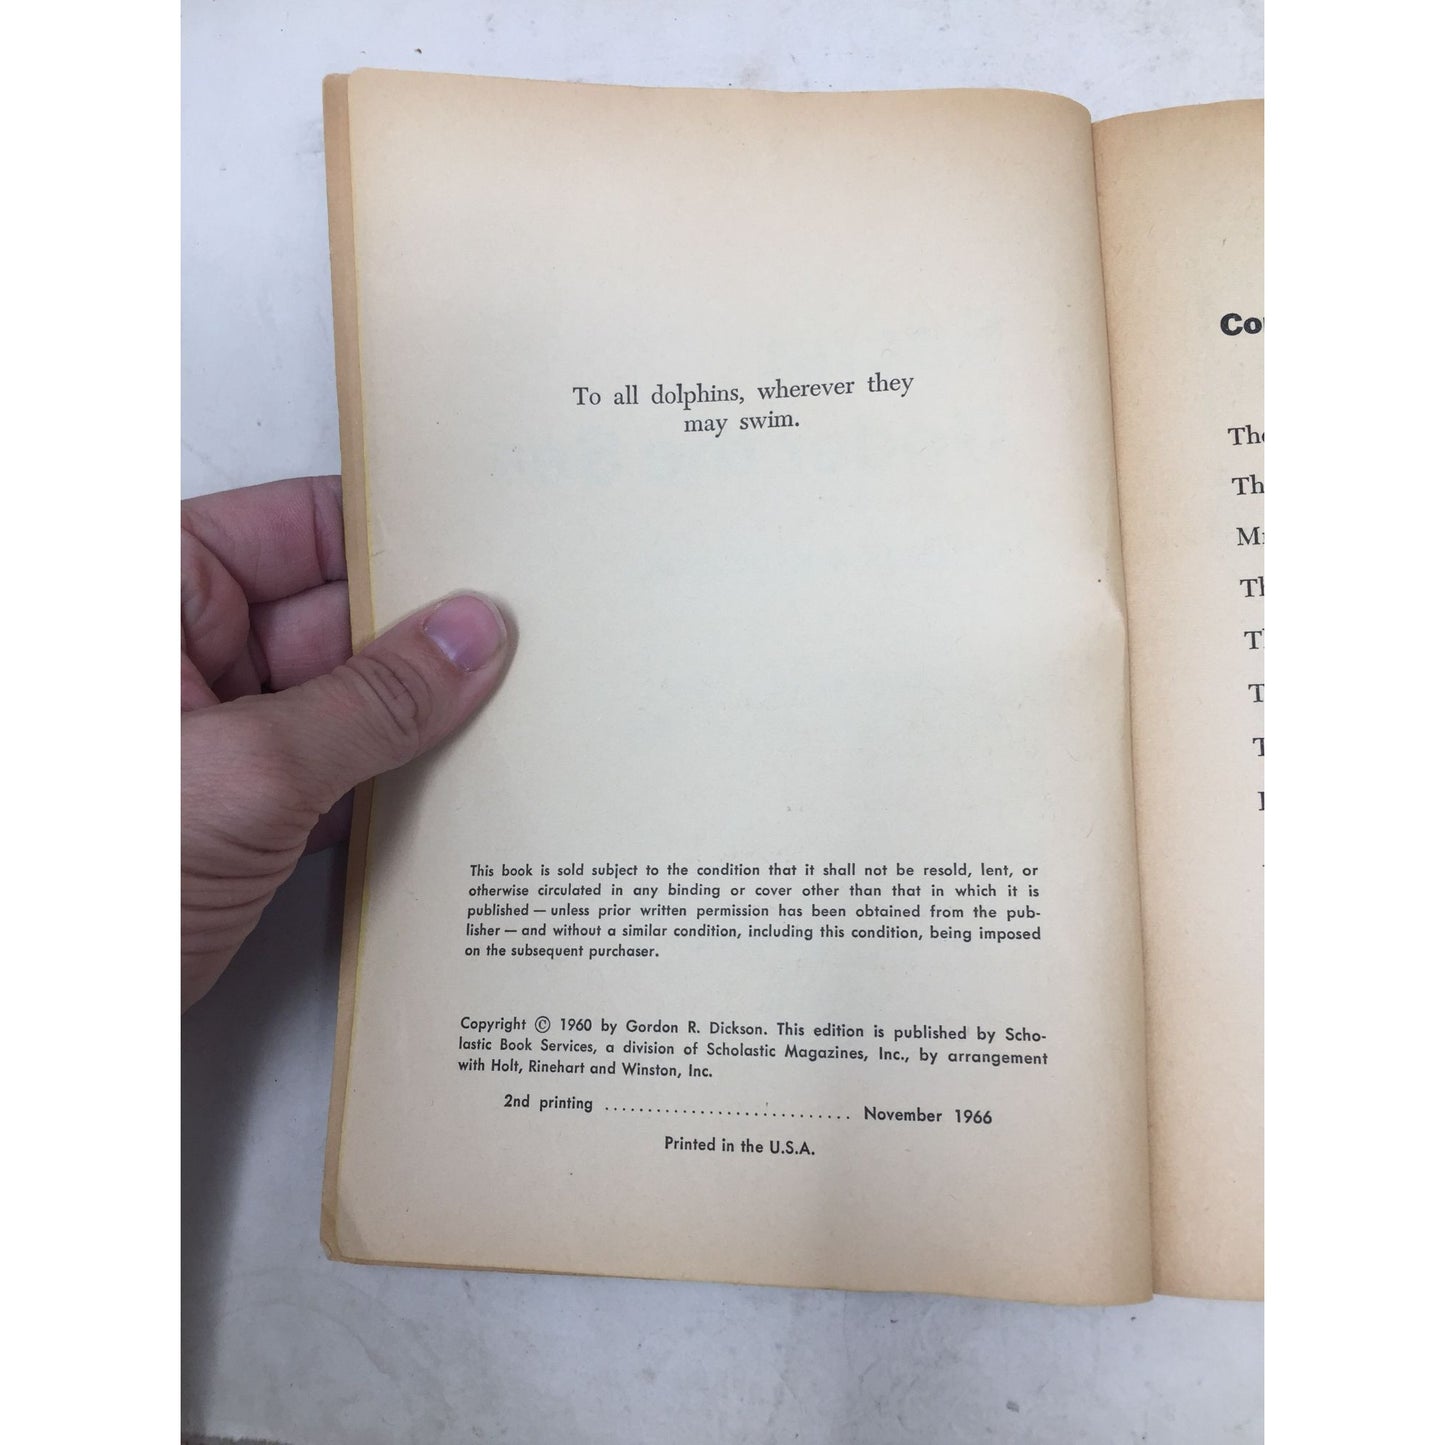 To all dolphins, wherever they
may swim.
This book is sold subject to the condition that it shall not be resold, lent, or
otherwise circulated in any binding or cover other than that in which it is
published — unless prior written permission has been obtained from the pub-
lisher — and without a similar condition, including this condition, being imposed
on the subsequent purchaser.
Copyright © 1960 by Gordon R. Dickson. This edition is published by Scho-
lastic Book Services, a division of Scholastic Magazines, Inc., by arrangement
with Holt, Rinehart and Winston, Inc.
2nd printing ............................. November 1966
Printed in the U.S.A.